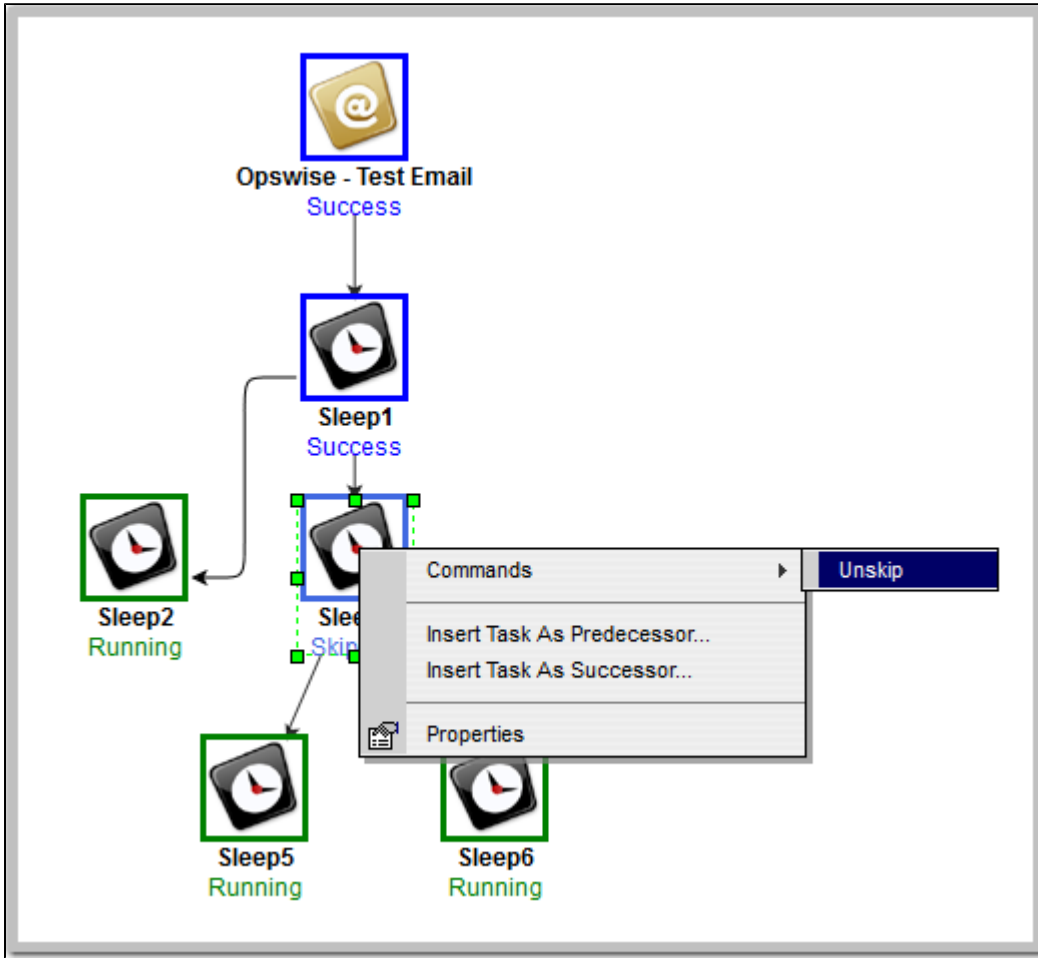 Opswise - Test Email
Success
Sleep1
Success
Sleep2
Running
Commands
Unskip
Insert Task As Predecessor...
Insert Task As Successor...
Properties
Sleep5
Running
Sleep6
Running